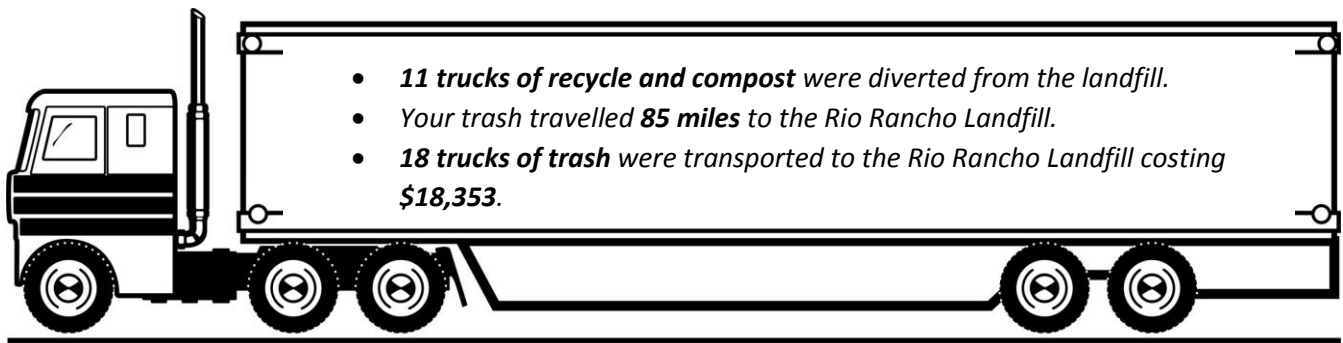 • 11 trucks of recycle and compost were diverted from the landfill.
• Your trash travelled 85 miles to the Rio Rancho Landfill.
• 18 trucks of trash were transported to the Rio Rancho Landfill costing
$18,353.